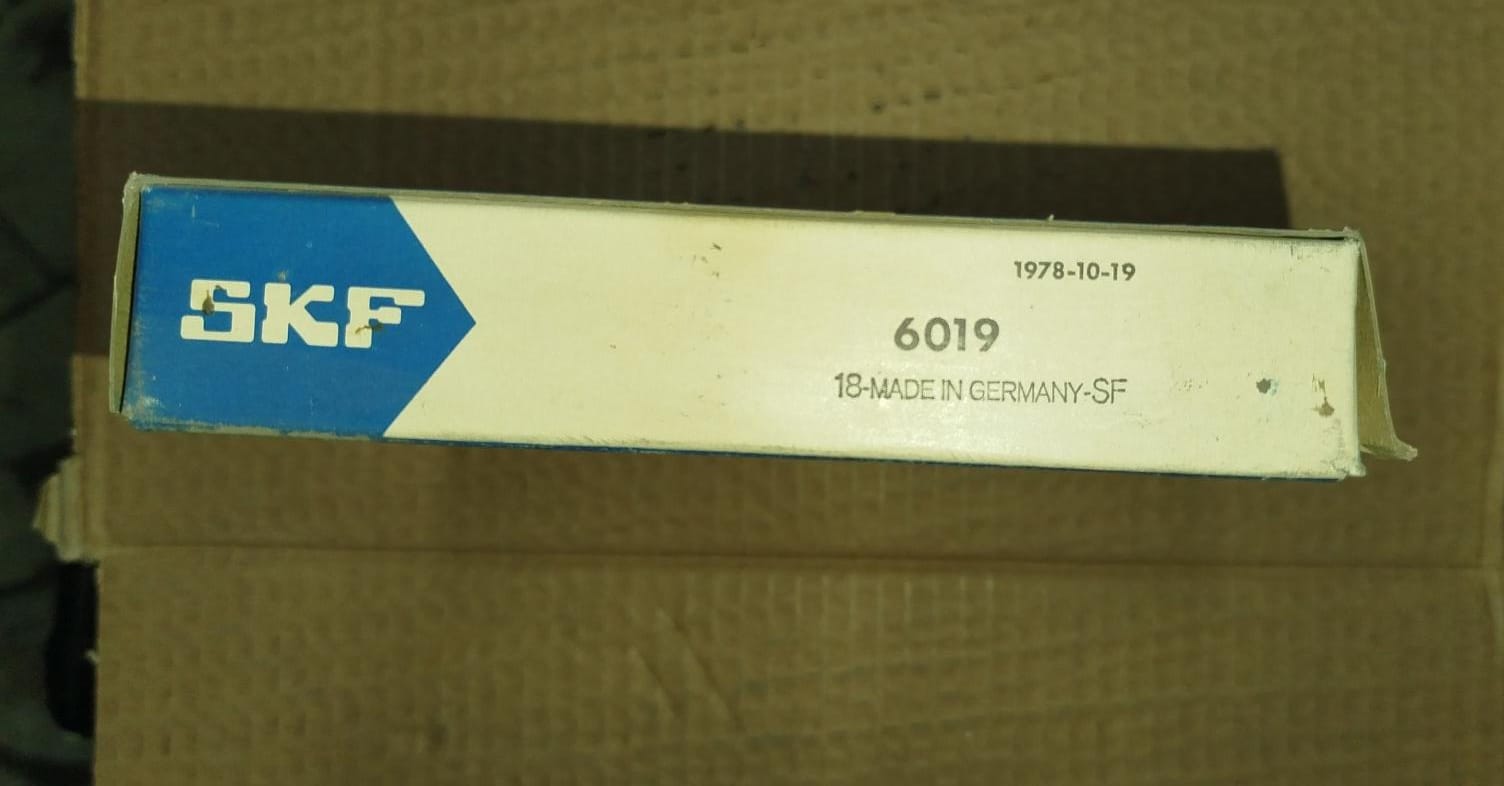 SKF
1978-10-19
6019
18-MADE IN GERMANY-SF